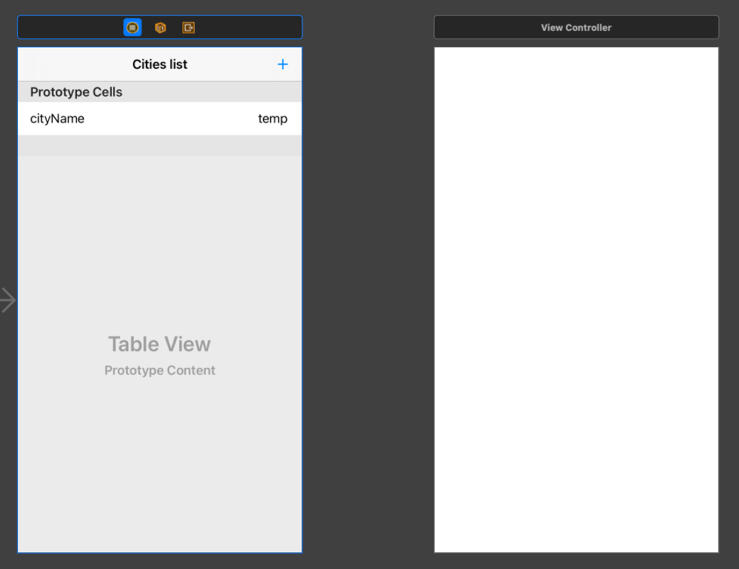 View Controller
Cities list +
Prototype Cells
cityName temp
Table View
Prototype Content